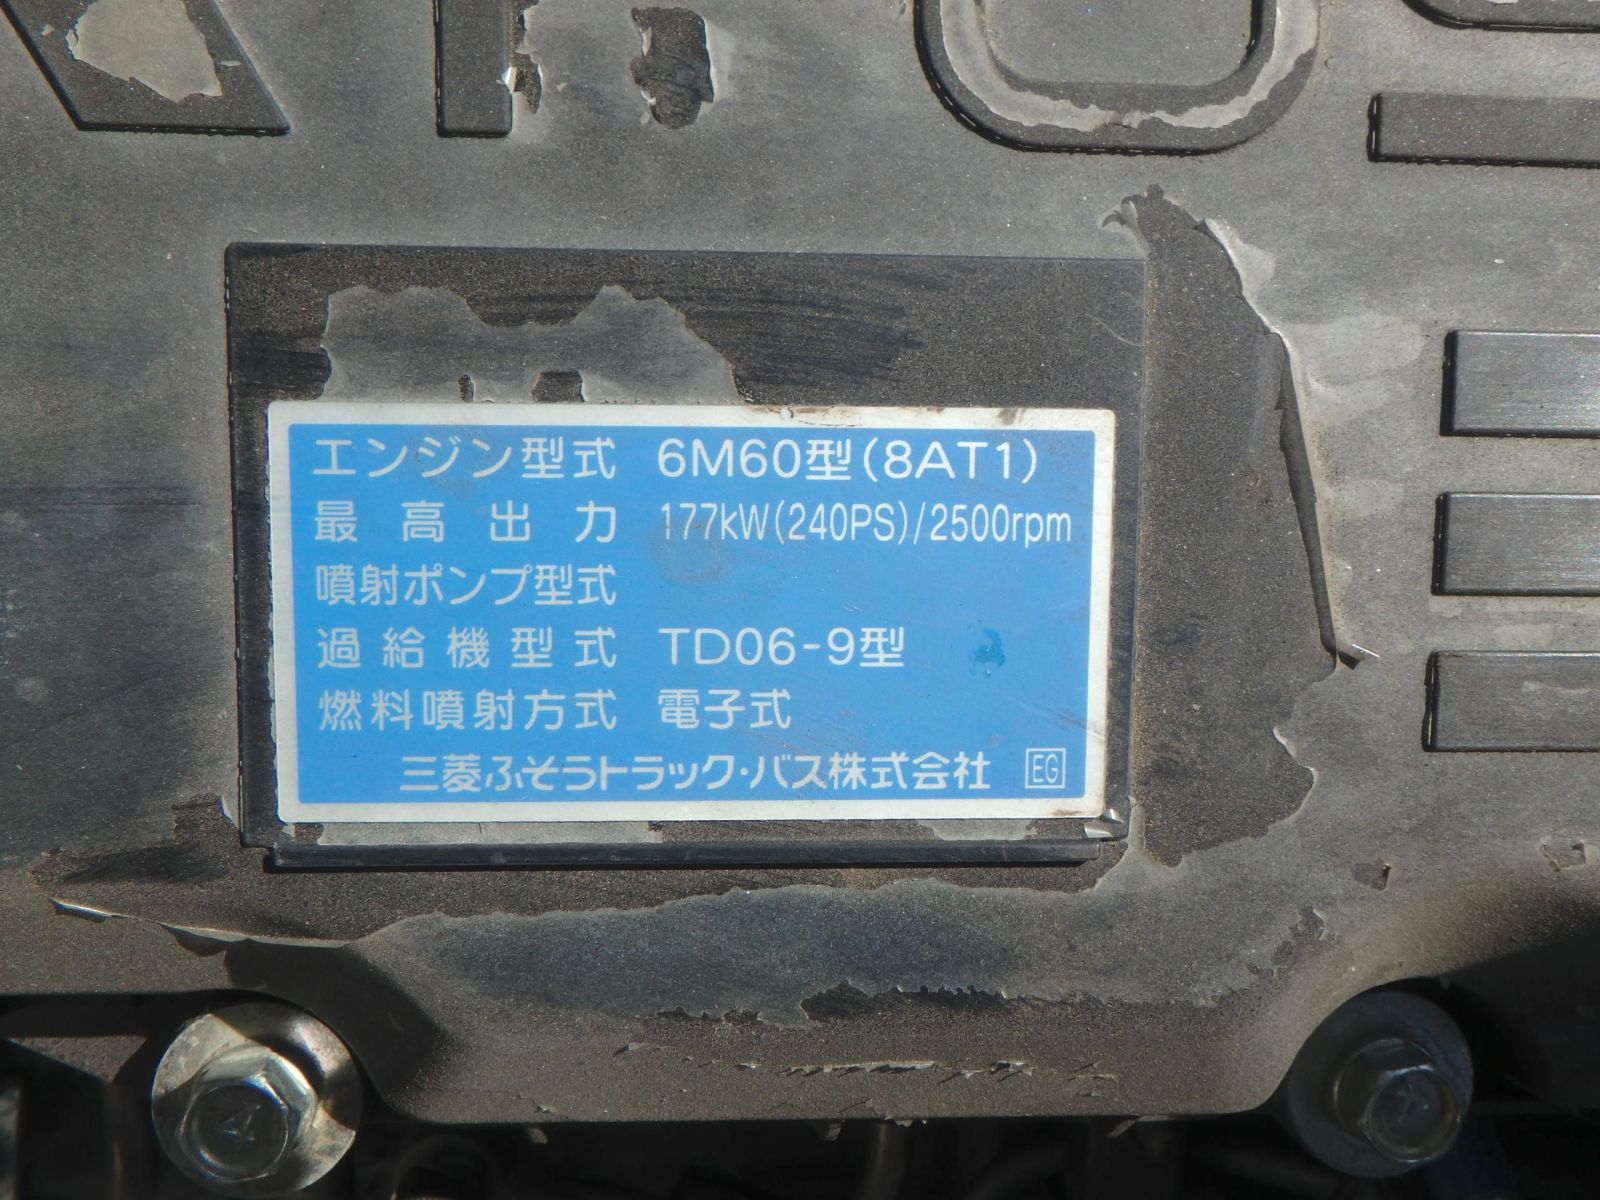 エンジン型式 6M60型(8AT1)
最高出力 177kW(240PS)/2500rpm
噴射ポンプ型式
過給機型式 TD06-9型
燃料噴射方式 電子式
三菱ふそうトラック・バス株式会社 EG
4